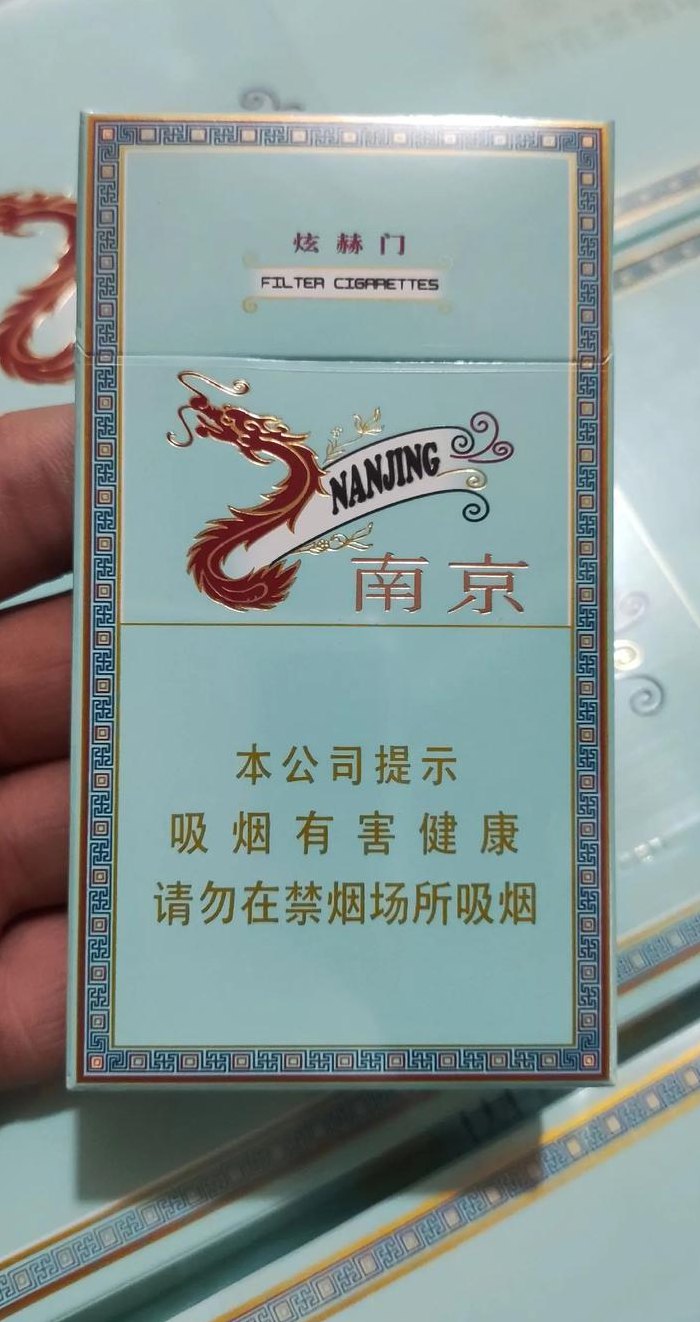 炫赫门
FILTER CIGARETTES
NANJING
南京
本公司提示
吸烟有害健康
请勿在禁烟场所吸烟